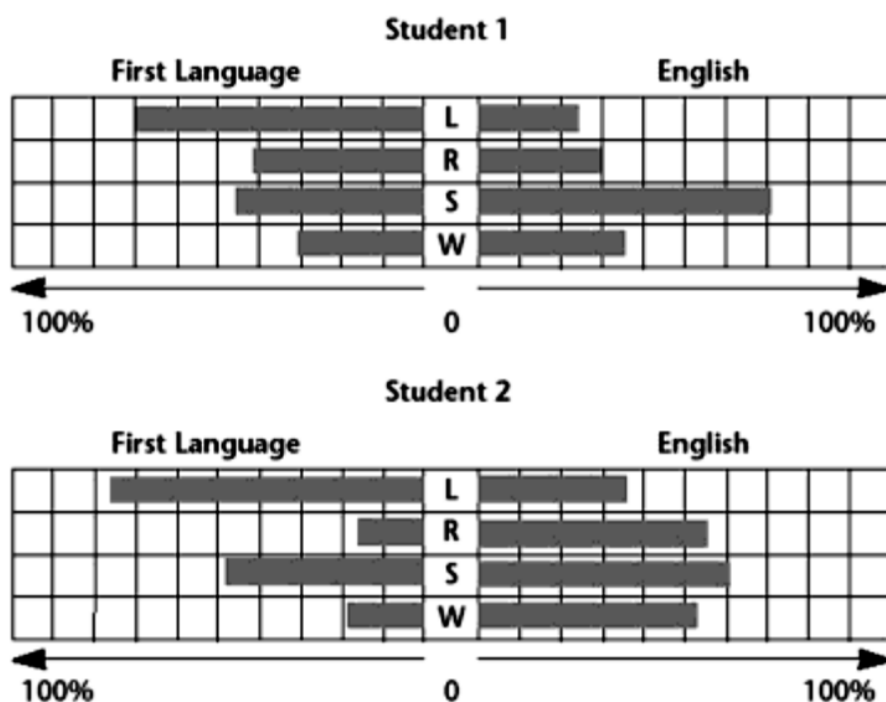 Student 1
First Language English
L
R
S
W
100% 0 100%
Student 2
First Language English
L
R
S
W
100% 0 100%